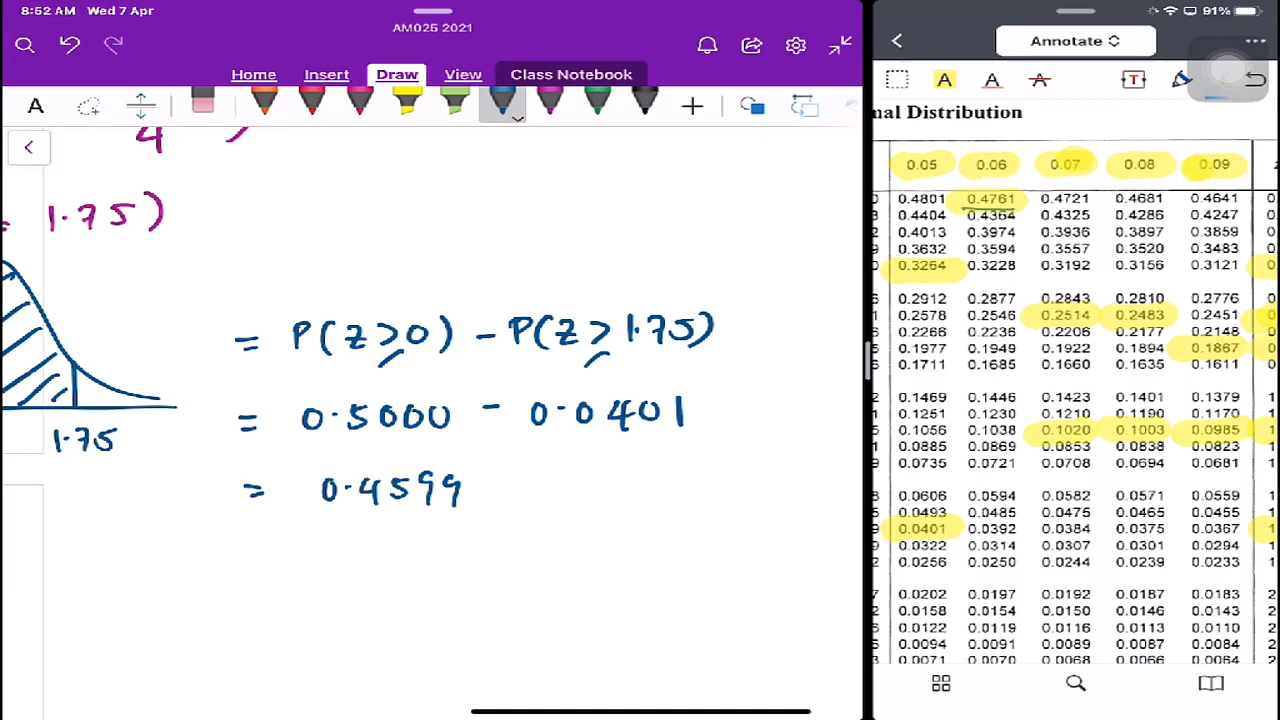 8:52 AM Wed 7 Apr
AM025 2021
Home Insert Draw View Class Notebook
A
4 )
= 1.75)
1.75
= P(Z ≥ 0) - P(Z ≥ 1.75)
= 0.5000 - 0.0401
= 0.4599
91%
Annotate
A A A T
mal Distribution
0.05 0.06 0.07 0.08 0.09
0.4801 0.4761 0.4721 0.4681 0.4641
0.4404 0.4364 0.4325 0.4286 0.4247
0.4013 0.3974 0.3936 0.3897 0.3859
0.3632 0.3594 0.3557 0.3520 0.3483
0.3264 0.3228 0.3192 0.3156 0.3121
0.2912 0.2877 0.2843 0.2810 0.2776
0.2578 0.2546 0.2514 0.2483 0.2451
0.2266 0.2236 0.2206 0.2177 0.2148
0.1977 0.1949 0.1922 0.1894 0.1867
0.1711 0.1685 0.1660 0.1635 0.1611
0.1469 0.1446 0.1423 0.1401 0.1379
0.1251 0.1230 0.1210 0.1190 0.1170
0.1056 0.1038 0.1020 0.1003 0.0985
0.0885 0.0869 0.0853 0.0838 0.0823
0.0735 0.0721 0.0708 0.0694 0.0681
0.0606 0.0594 0.0582 0.0571 0.0559
0.0493 0.0485 0.0475 0.0465 0.0455
0.0401 0.0392 0.0384 0.0375 0.0367
0.0322 0.0314 0.0307 0.0301 0.0294
0.0256 0.0250 0.0244 0.0239 0.0233
0.0202 0.0197 0.0192 0.0187 0.0183
0.0158 0.0154 0.0150 0.0146 0.0143
0.0122 0.0119 0.0116 0.0113 0.0110
0.0094 0.0091 0.0089 0.0087 0.0084
0.0071 0.0070 0.0068 0.0066 0.0064